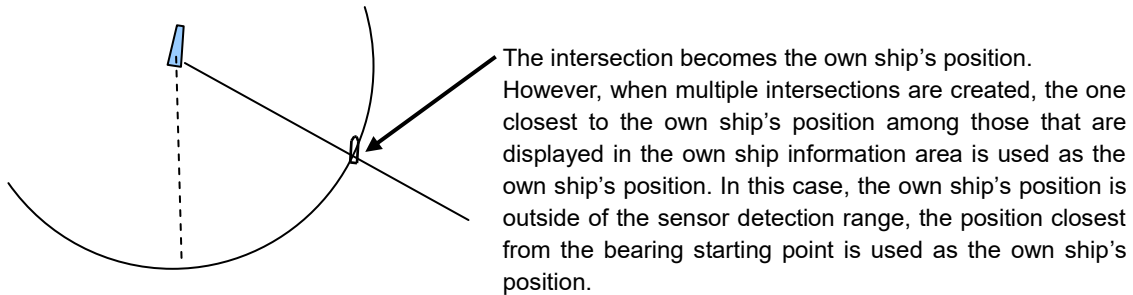 The intersection becomes the own ship's position.
However, when multiple intersections are created, the one
closest to the own ship's position among those that are
displayed in the own ship information area is used as the
own ship's position. In this case, the own ship's position is
outside of the sensor detection range, the position closest
from the bearing starting point is used as the own ship's
position.